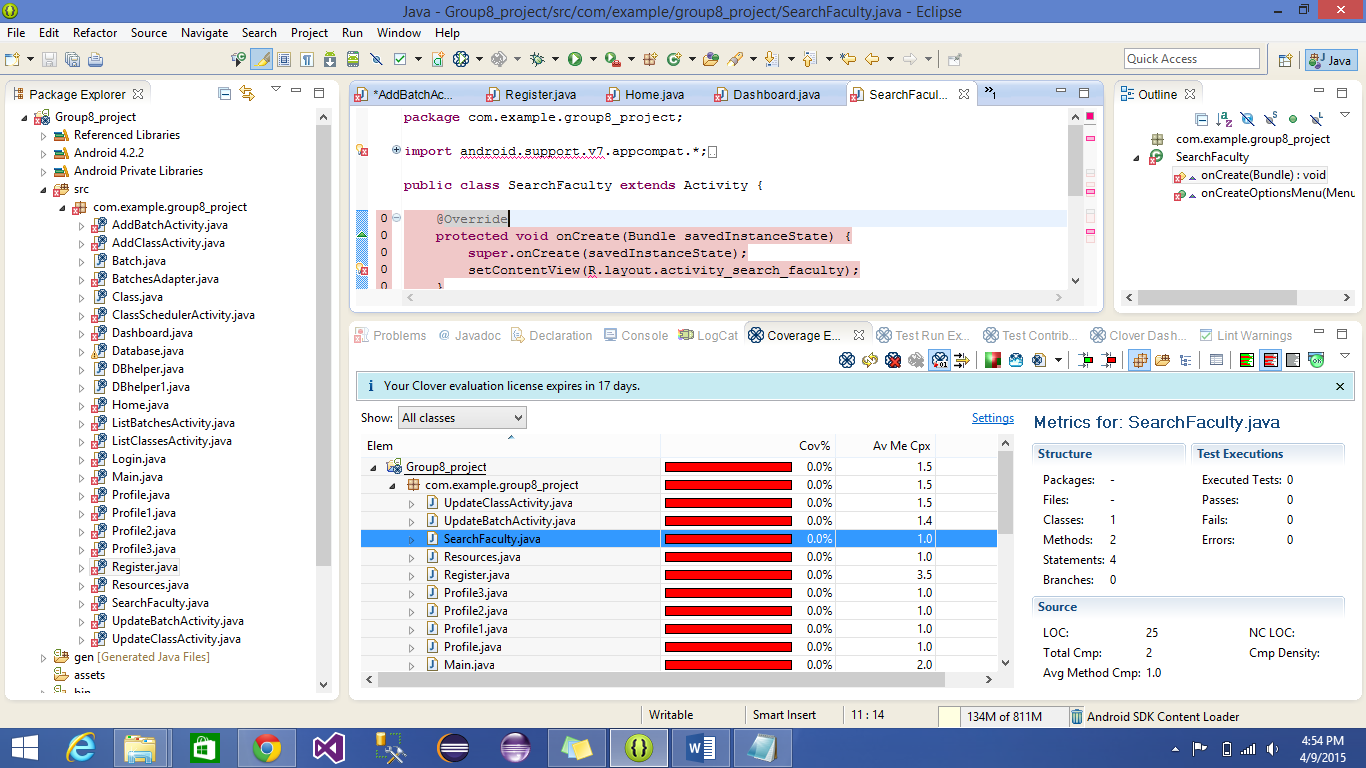 Java - Group8_project/src/com/example/group8_project/SearchFaculty.java - Eclipse
File Edit Refactor Source Navigate Search Project Run Window Help
Quick Access
Java
Package Explorer
Group8_project
Referenced Libraries
Android 4.2.2
Android Private Libraries
src
com.example.group8_project
AddBatchActivity.java
AddClassActivity.java
Batch.java
BatchesAdapter.java
Class.java
ClassSchedulerActivity.java
Dashboard.java
Database.java
DBhelper.java
DBhelper1.java
Home.java
ListBatchesActivity.java
ListClassesActivity.java
Login.java
Main.java
Profile.java
Profile1.java
Profile2.java
Profile3.java
Register.java
Resources.java
SearchFaculty.java
UpdateBatchActivity.java
UpdateClassActivity.java
gen [Generated Java Files]
assets
bin
*AddBatchAc... Register.java Home.java Dashboard.java SearchFacul... »1
package com.example.group8_project;
import android.support.v7.appcompat.*;
public class SearchFaculty extends Activity {
0 @Override
0 protected void onCreate(Bundle savedInstanceState) {
0 super.onCreate(savedInstanceState);
0 setContentView(R.layout.activity_search_faculty);
0 }
Outline
com.example.group8_project
SearchFaculty
onCreate(Bundle) : void
onCreateOptionsMenu(Menu
Problems @ Javadoc Declaration Console LogCat Coverage E... Test Run Ex... Test Contrib... Clover Dash... Lint Warnings
Your Clover evaluation license expires in 17 days.
Show: All classes Settings
Elem Cov% Av Me Cpx
Group8_project 0.0% 1.5
com.example.group8_project 0.0% 1.5
UpdateClassActivity.java 0.0% 1.5
UpdateBatchActivity.java 0.0% 1.4
SearchFaculty.java 0.0% 1.0
Resources.java 0.0% 1.0
Register.java 0.0% 3.5
Profile3.java 0.0% 1.0
Profile2.java 0.0% 1.0
Profile1.java 0.0% 1.0
Profile.java 0.0% 1.0
Main.java 0.0% 2.0
Metrics for: SearchFaculty.java
Structure
Packages: -
Files: -
Classes: 1
Methods: 2
Statements: 4
Branches: 0
Test Executions
Executed Tests: 0
Passes: 0
Fails: 0
Errors: 0
Source
LOC: 25 NC LOC:
Total Cmp: 2 Cmp Density:
Avg Method Cmp: 1.0
Writable Smart Insert 11 : 14 134M of 811M Android SDK Content Loader
4:54 PM
4/9/2015